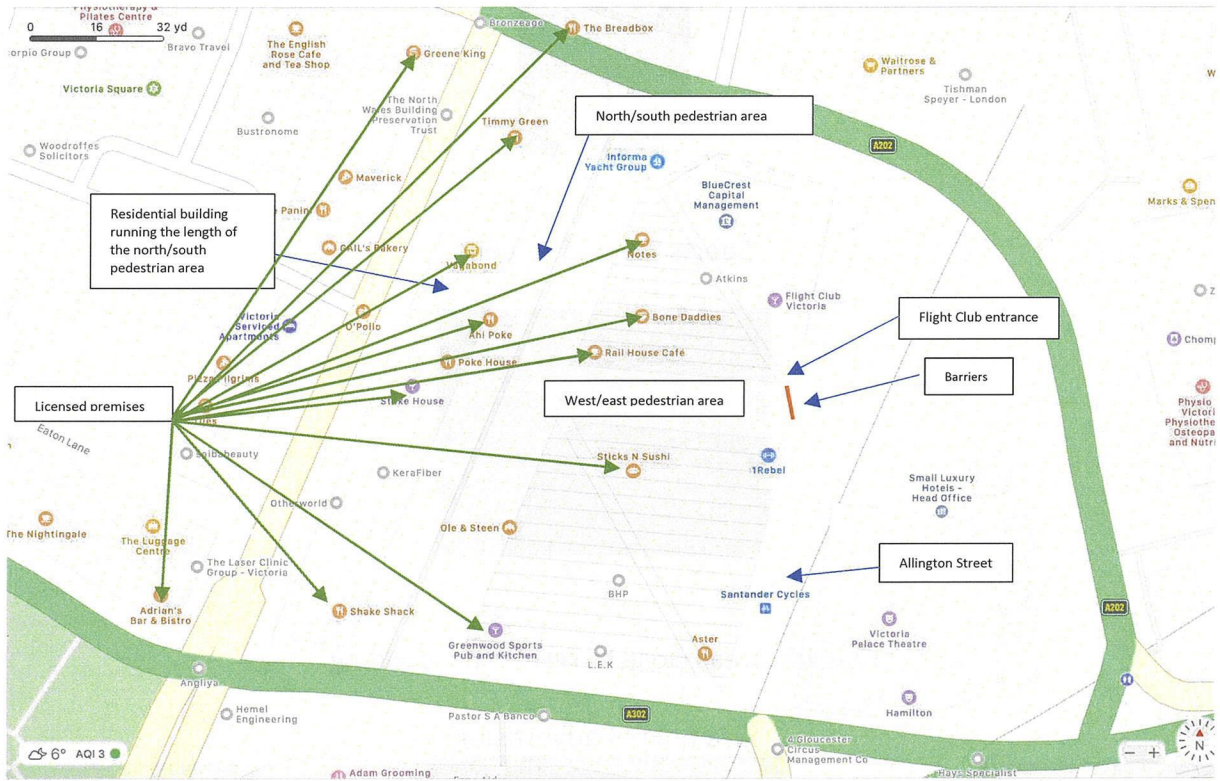 Physiotherapy &
Pilates Centre
0 16 32 yd
Bravo Travel
orpio Group
The English
Rose Cafe
and Tea Shop
Greene King
Bronzeage
The Breadbox
Waitrose &
Partners
Tishman
Speyer - London
Victoria Square
The North
Wales Building
Preservation
Trust
Bustronome
Woodroffes
Solicitors
Timmy Green
North/south pedestrian area
A202
Informa
Yacht Group
Maverick
BlueCrest
Capital
Management
Marks & Spen
Residential building
running the length of
the north/south
pedestrian area
Panini
GAIL's Bakery
Vagabond
Notes
Atkins
Flight Club
Victoria
Victoria
Serviced
Apartments
O'Pollo
Ahi Poke
Bone Daddies
Flight Club entrance
Chomp
Poke House
Rail House Café
Pizza Pilgrims
Barriers
Licensed premises
Stake House
West/east pedestrian area
Physio
Victori
Physiothe
Osteopa
and Nutri
Eaton Lane
KeraFiber
Sticks N Sushi
1Rebel
Small Luxury
Hotels -
Head Office
Otherworld
The Nightingale
The Luggage
Centre
Ole & Steen
The Laser Clinic
Group - Victoria
Allington Street
BHP
Santander Cycles
Adrian's
Bar & Bistro
Shake Shack
A202
Greenwood Sports
Pub and Kitchen
Aster
Victoria
Palace Theatre
L.E.K
Angliya
Hemel
Engineering
Pastor S A Banco
A302
Hamilton
4 Gloucester
Circus
Management Co
6° AQI 3
Adam Grooming
Hays Specialist
N